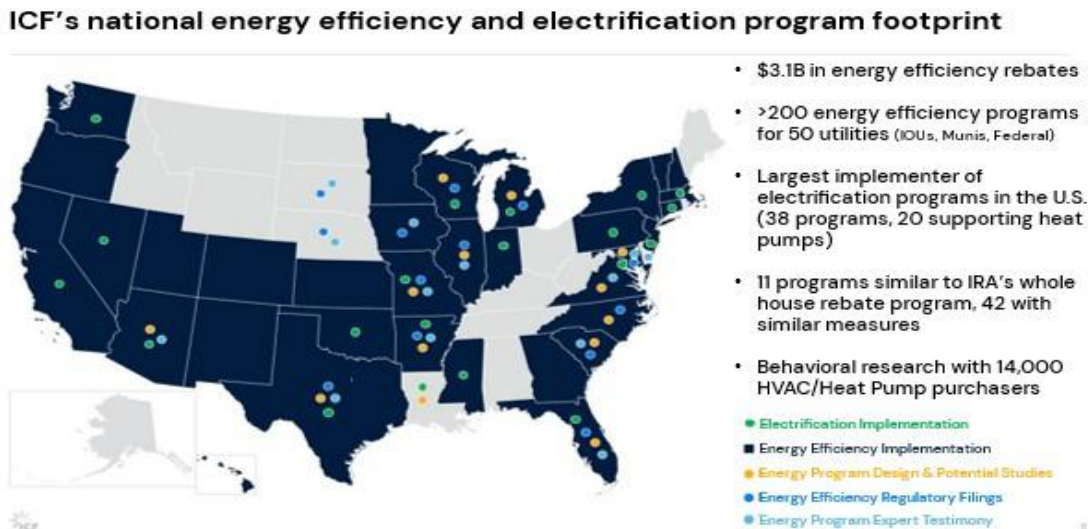 ICF’s national energy efficiency and electrification program footprint
• $3.1B in energy efficiency rebates
• >200 energy efficiency programs
for 50 utilities (IOUs, Munis, Federal)
• Largest implementer of
electrification programs in the U.S.
(38 programs, 20 supporting heat
pumps)
• 11 programs similar to IRA’s whole
house rebate program, 42 with
similar measures
• Behavioral research with 14,000
HVAC/Heat Pump purchasers
Electrification Implementation
Energy Efficiency Implementation
Energy Program Design & Potential Studies
Energy Efficiency Regulatory Filings
Energy Program Expert Testimony